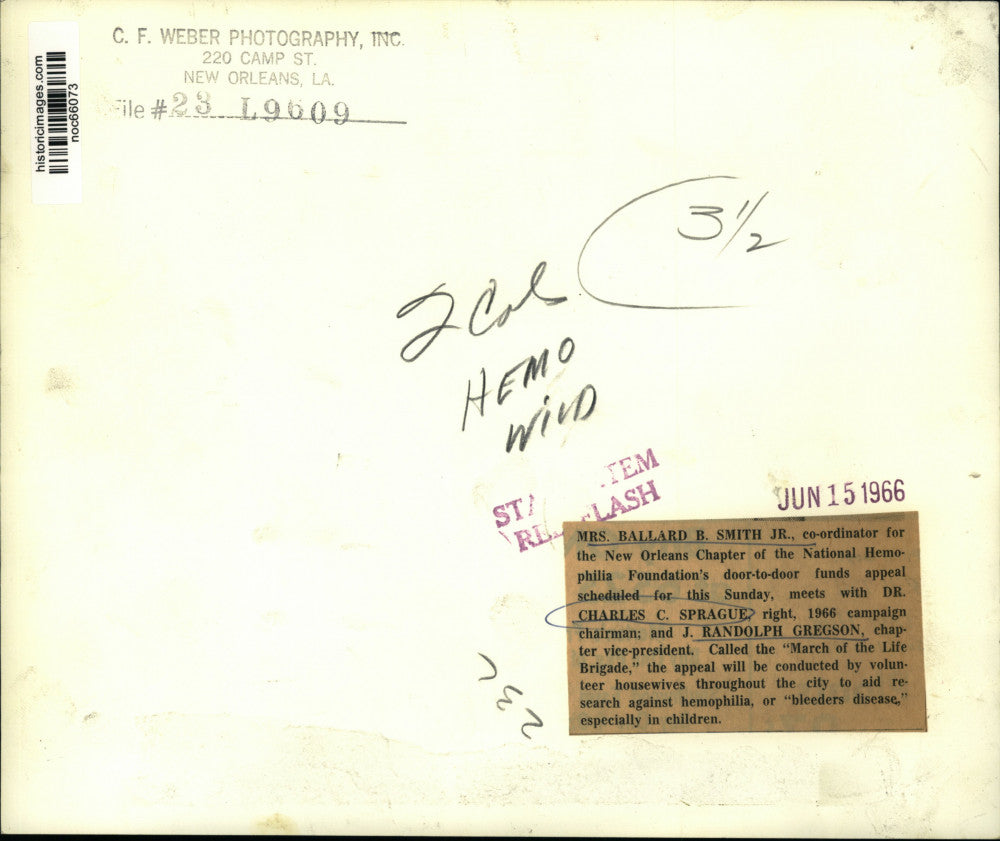 historicimages.com
noc66073
C. F. WEBER PHOTOGRAPHY, INC.
220 CAMP ST.
NEW ORLEANS, LA.
File #23 L9609
3 1/2
2 Col
HEMO
WILD
TEM
LASH
JUN 15 1966
MRS. BALLARD B. SMITH JR., co-ordinator for
the New Orleans Chapter of the National Hemo-
philia Foundation's door-to-door funds appeal
scheduled for this Sunday, meets with DR.
CHARLES C. SPRAGUE, right, 1966 campaign
chairman; and J. RANDOLPH GREGSON, chap-
ter vice-president. Called the "March of the Life
Brigade," the appeal will be conducted by volun-
teer housewives throughout the city to aid re-
search against hemophilia, or "bleeders disease,"
especially in children.